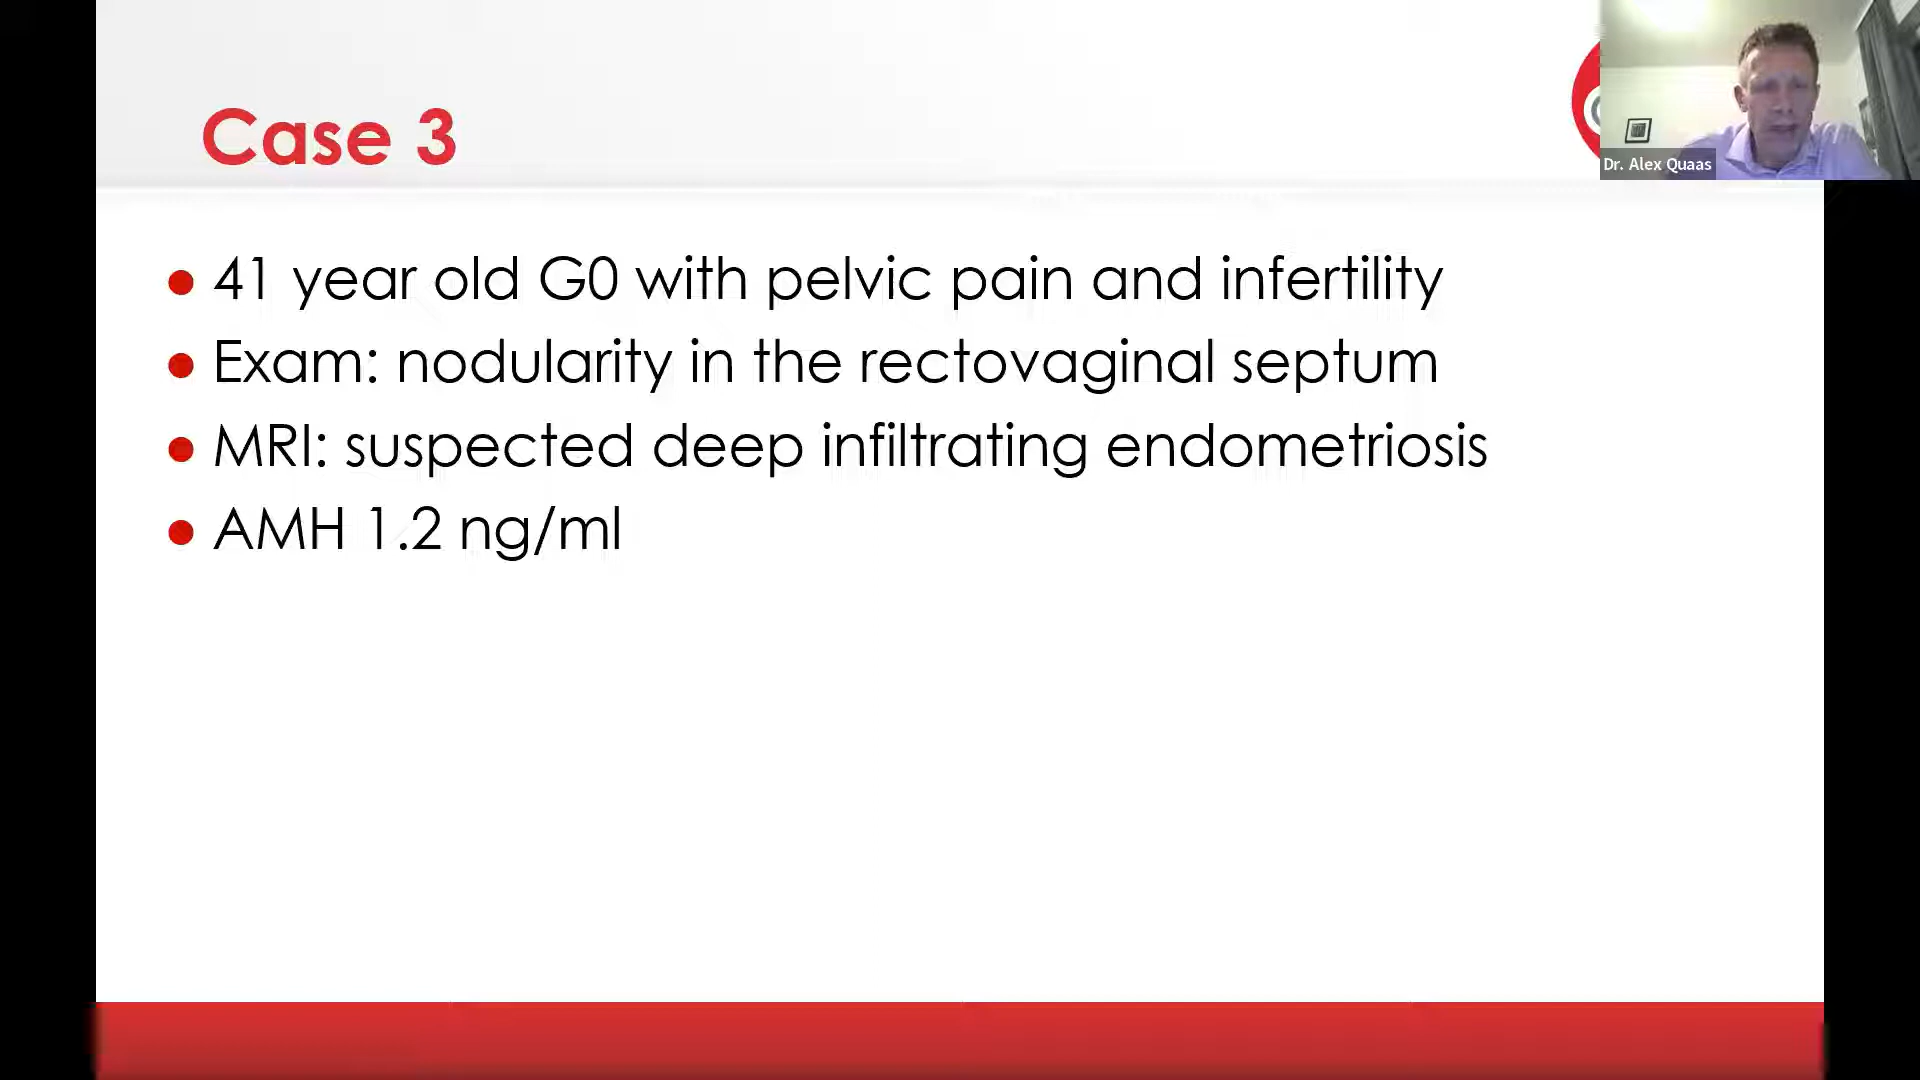 Case 3
Dr. Alex Quaas
• 41 year old G0 with pelvic pain and infertility
• Exam: nodularity in the rectovaginal septum
• MRI: suspected deep infiltrating endometriosis
• AMH 1.2 ng/ml